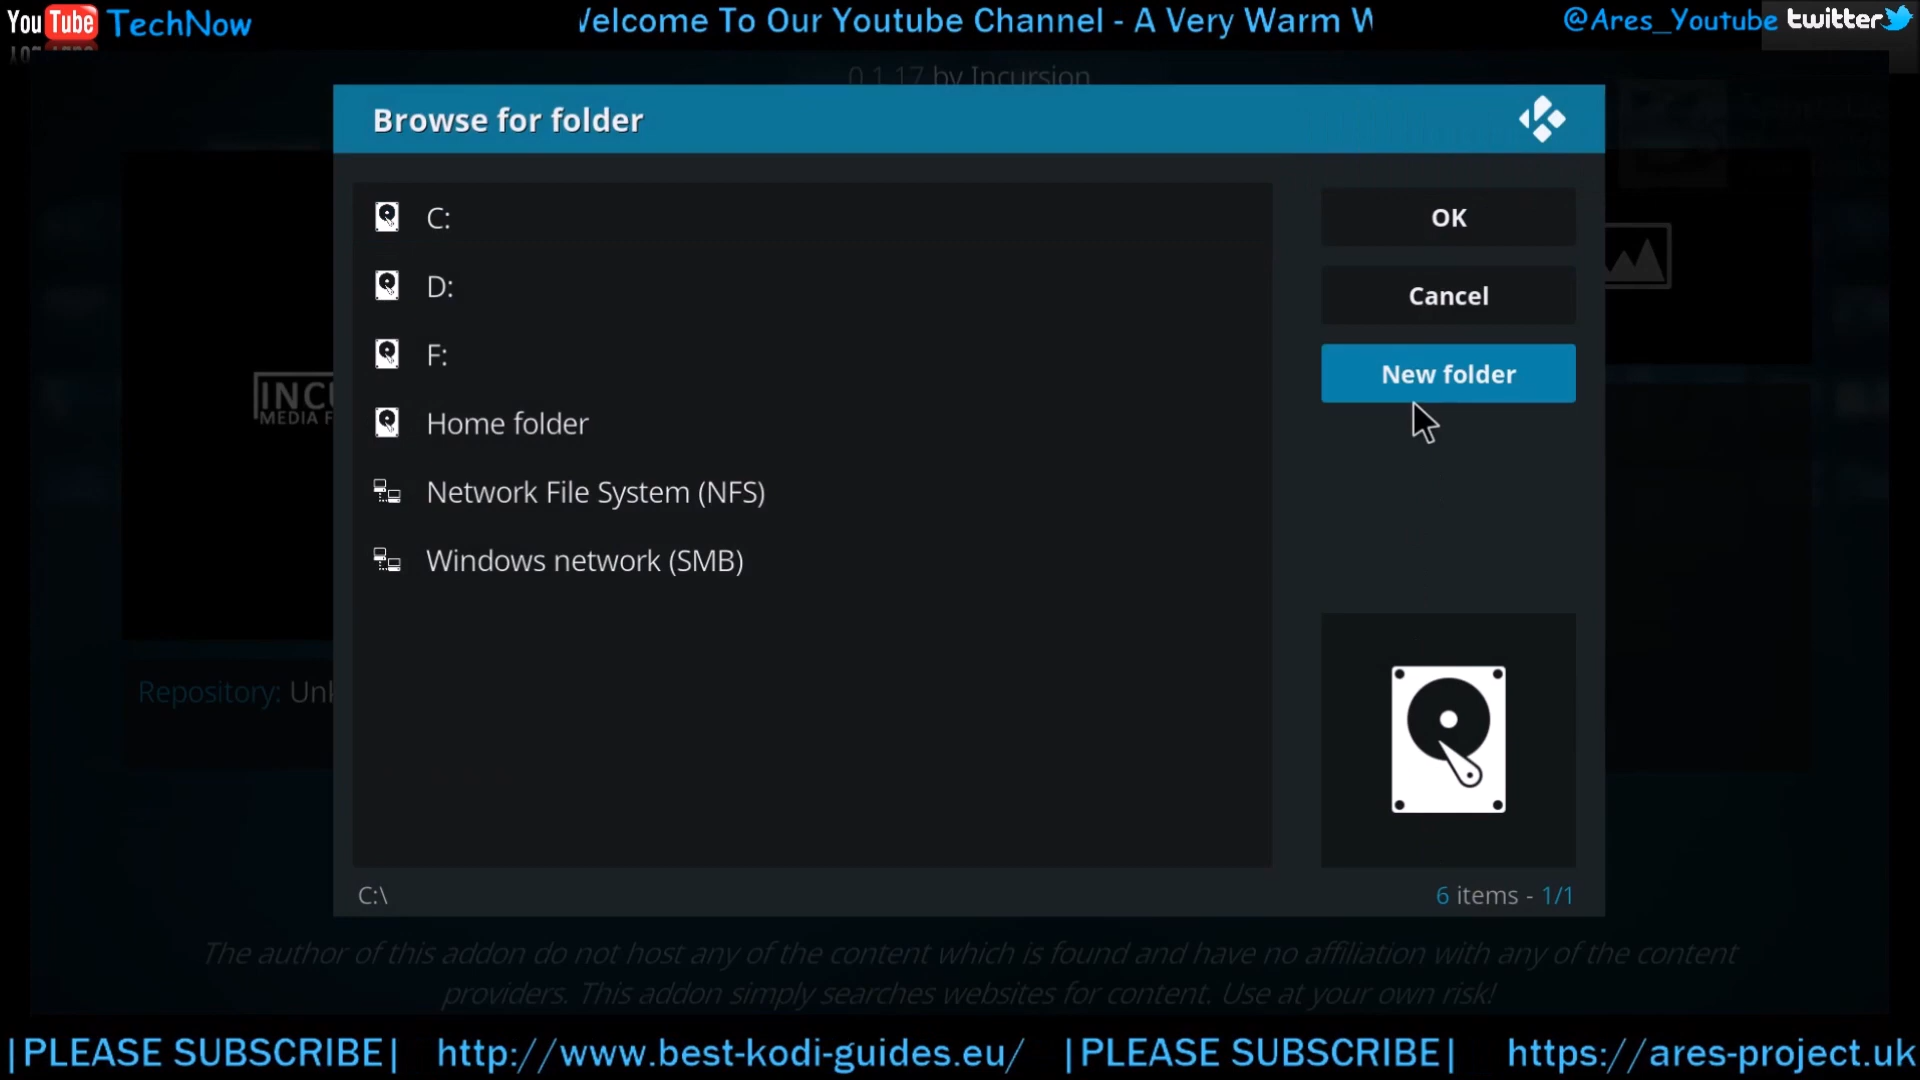 YouTube TechNow
Welcome To Our Youtube Channel - A Very Warm W
@Ares_Youtube twitter
0.1.17 by Incursion
Browse for folder
C:
OK
D:
Cancel
F:
New folder
Home folder
Network File System (NFS)
Windows network (SMB)
INCU
MEDIA F
Repository: Unk
C:\
6 items - 1/1
The author of this addon do not host any of the content which is found and have no affiliation with any of the content
providers. This addon simply searches websites for content. Use at your own risk!
|PLEASE SUBSCRIBE| http://www.best-kodi-guides.eu/ |PLEASE SUBSCRIBE| https://ares-project.uk